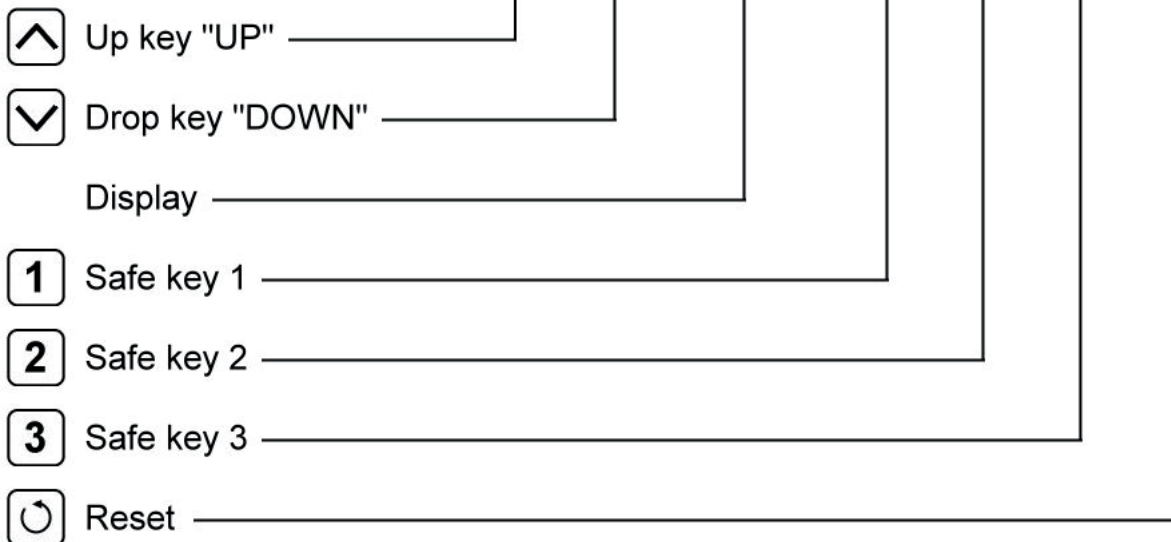 Up key "UP"
Drop key "DOWN"
Display
1 Safe key 1
2 Safe key 2
3 Safe key 3
Reset